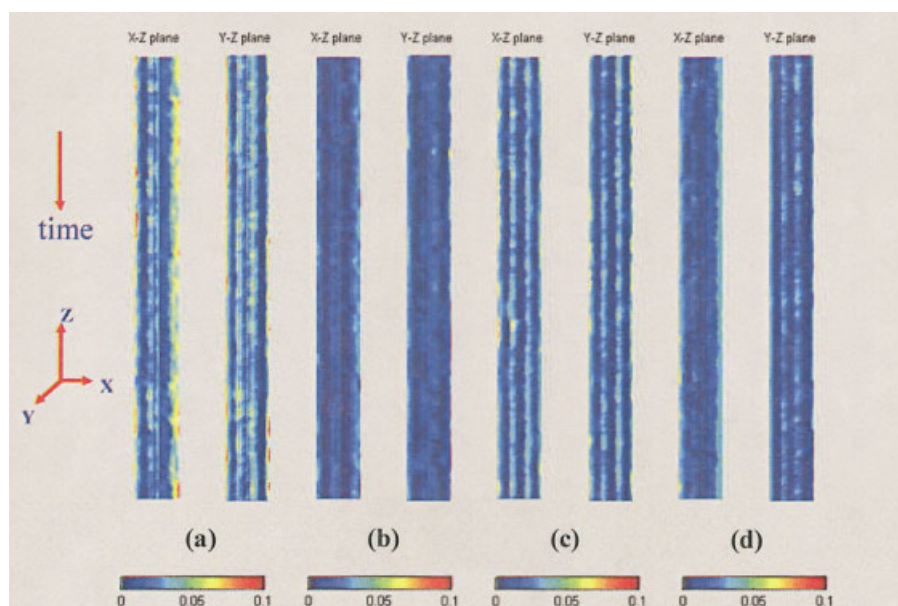 X-Z plane Y-Z plane X-Z plane Y-Z plane X-Z plane Y-Z plane X-Z plane Y-Z plane
time
Z
X
Y
(a) (b) (c) (d)
0 0.05 0.1 0 0.05 0.1 0 0.05 0.1 0 0.05 0.1